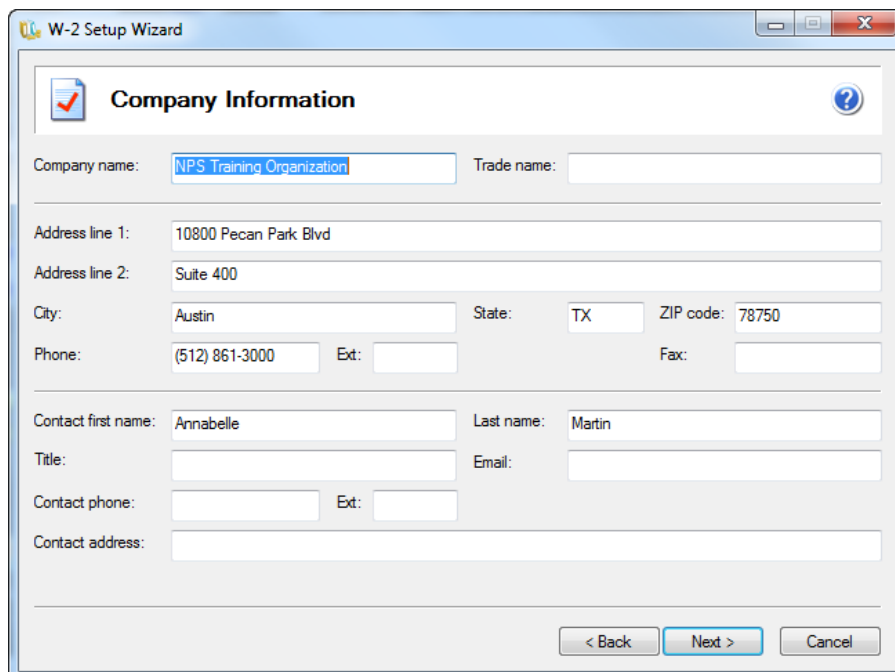 W-2 Setup Wizard
Company Information
Company name: NPS Training Organization Trade name:
Address line 1: 10800 Pecan Park Blvd
Address line 2: Suite 400
City: Austin State: TX ZIP code: 78750
Phone: (512) 861-3000 Ext: Fax:
Contact first name: Annabelle Last name: Martin
Title: Email:
Contact phone: Ext:
Contact address:
< Back Next > Cancel